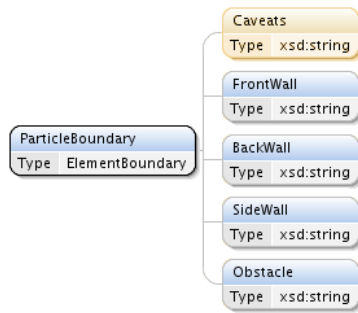 Caveats
Type xsd:string
FrontWall
Type xsd:string
ParticleBoundary
Type ElementBoundary
BackWall
Type xsd:string
SideWall
Type xsd:string
Obstacle
Type xsd:string